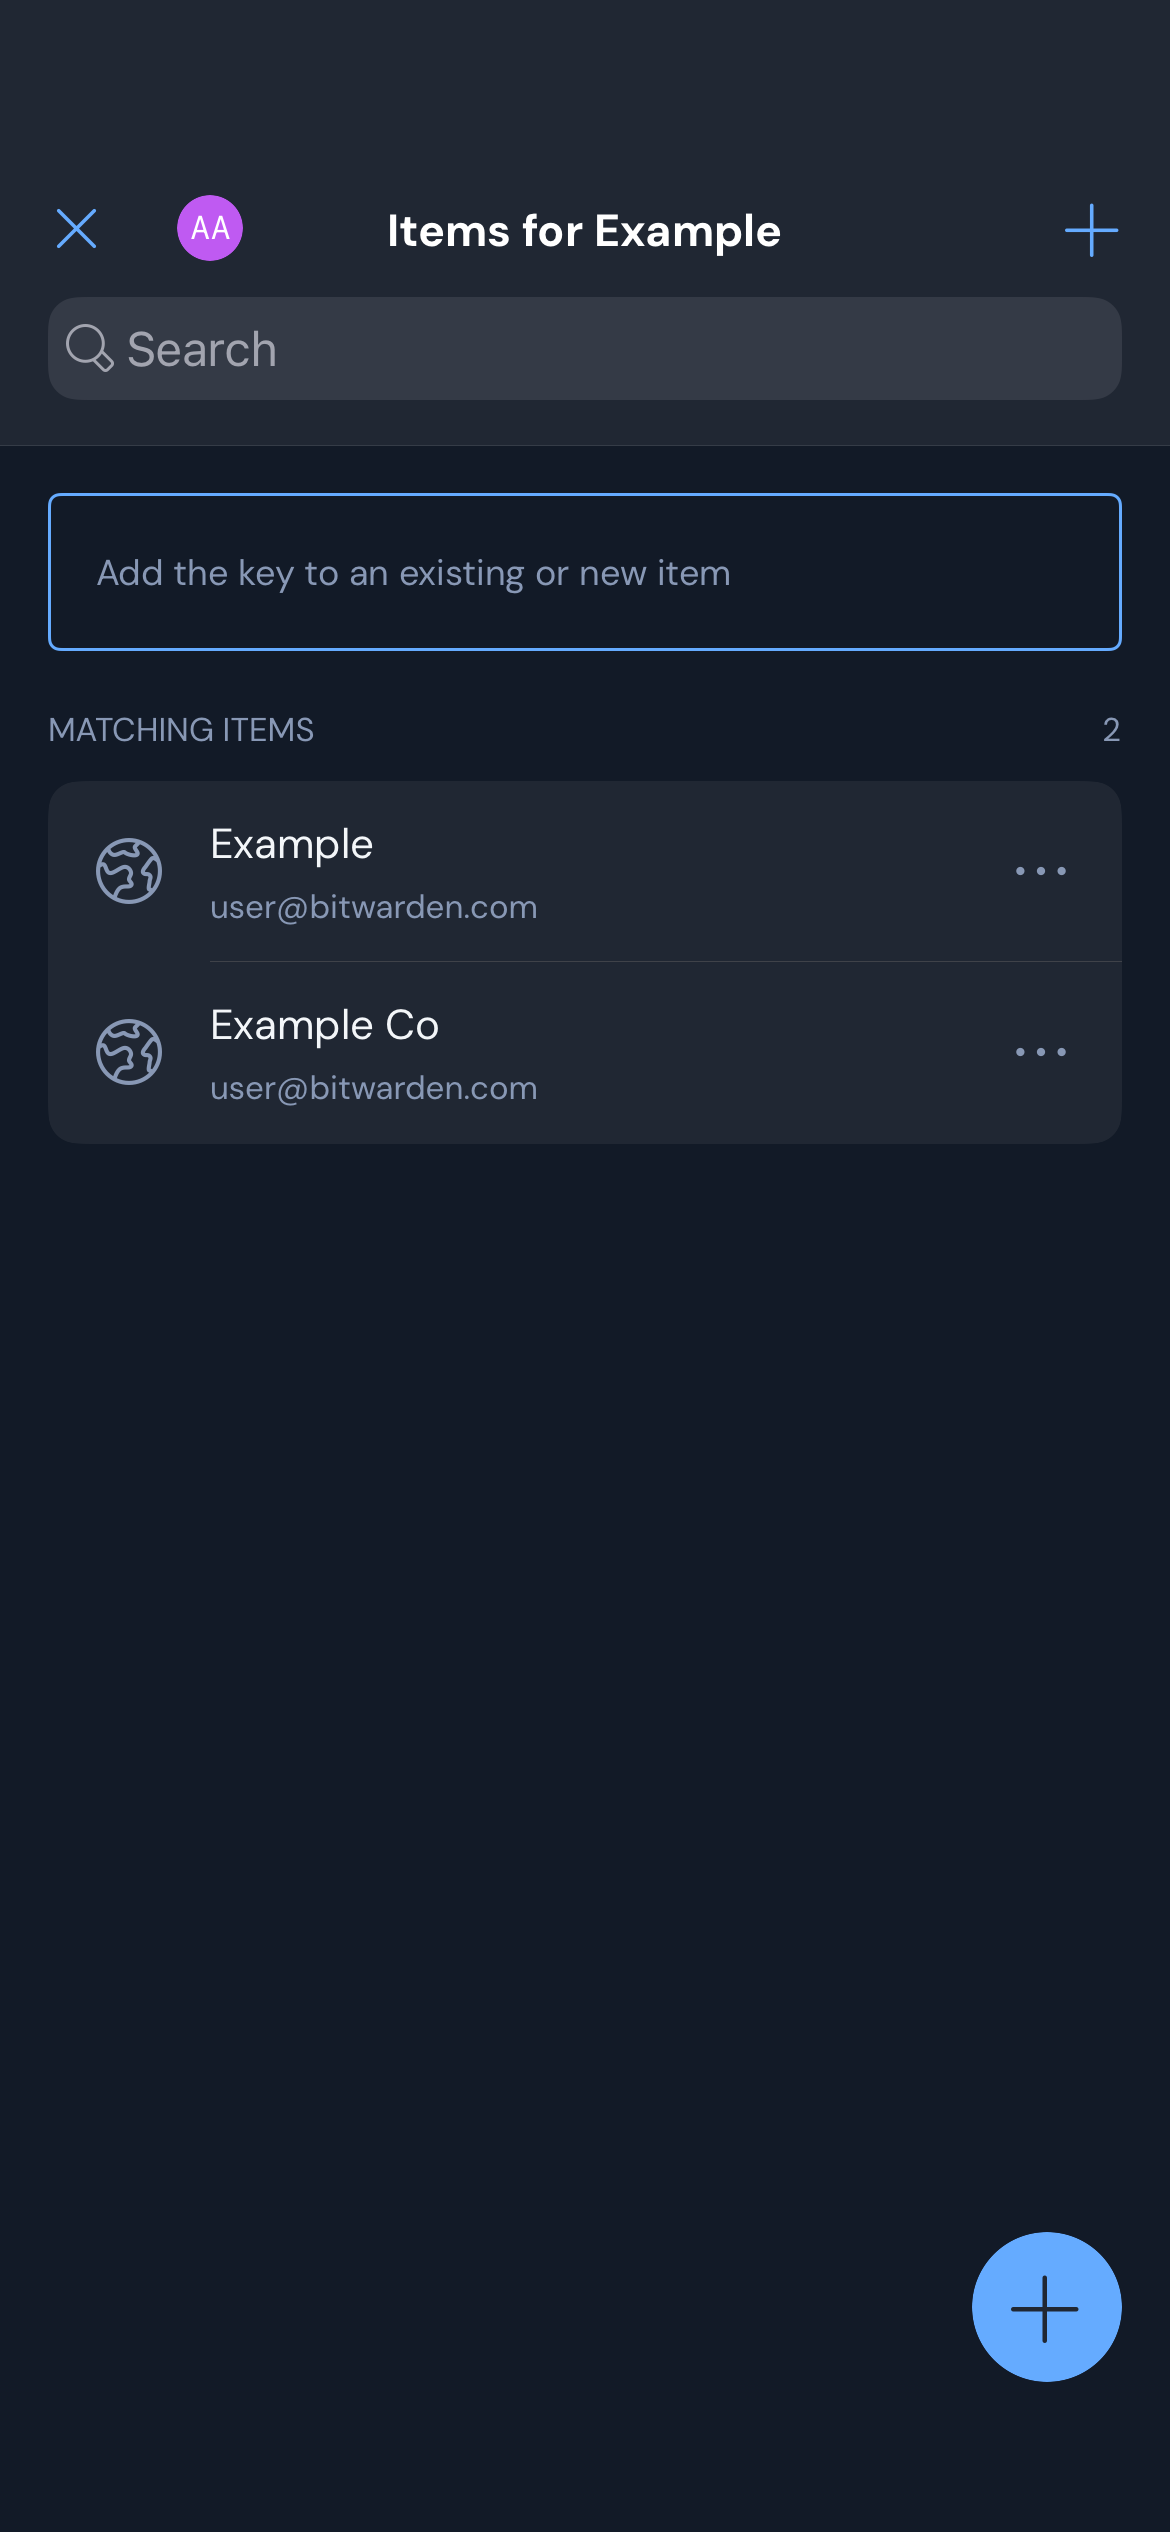 AA
Items for Example
Search
Add the key to an existing or new item
MATCHING ITEMS 2
Example
user@bitwarden.com
Example Co
user@bitwarden.com